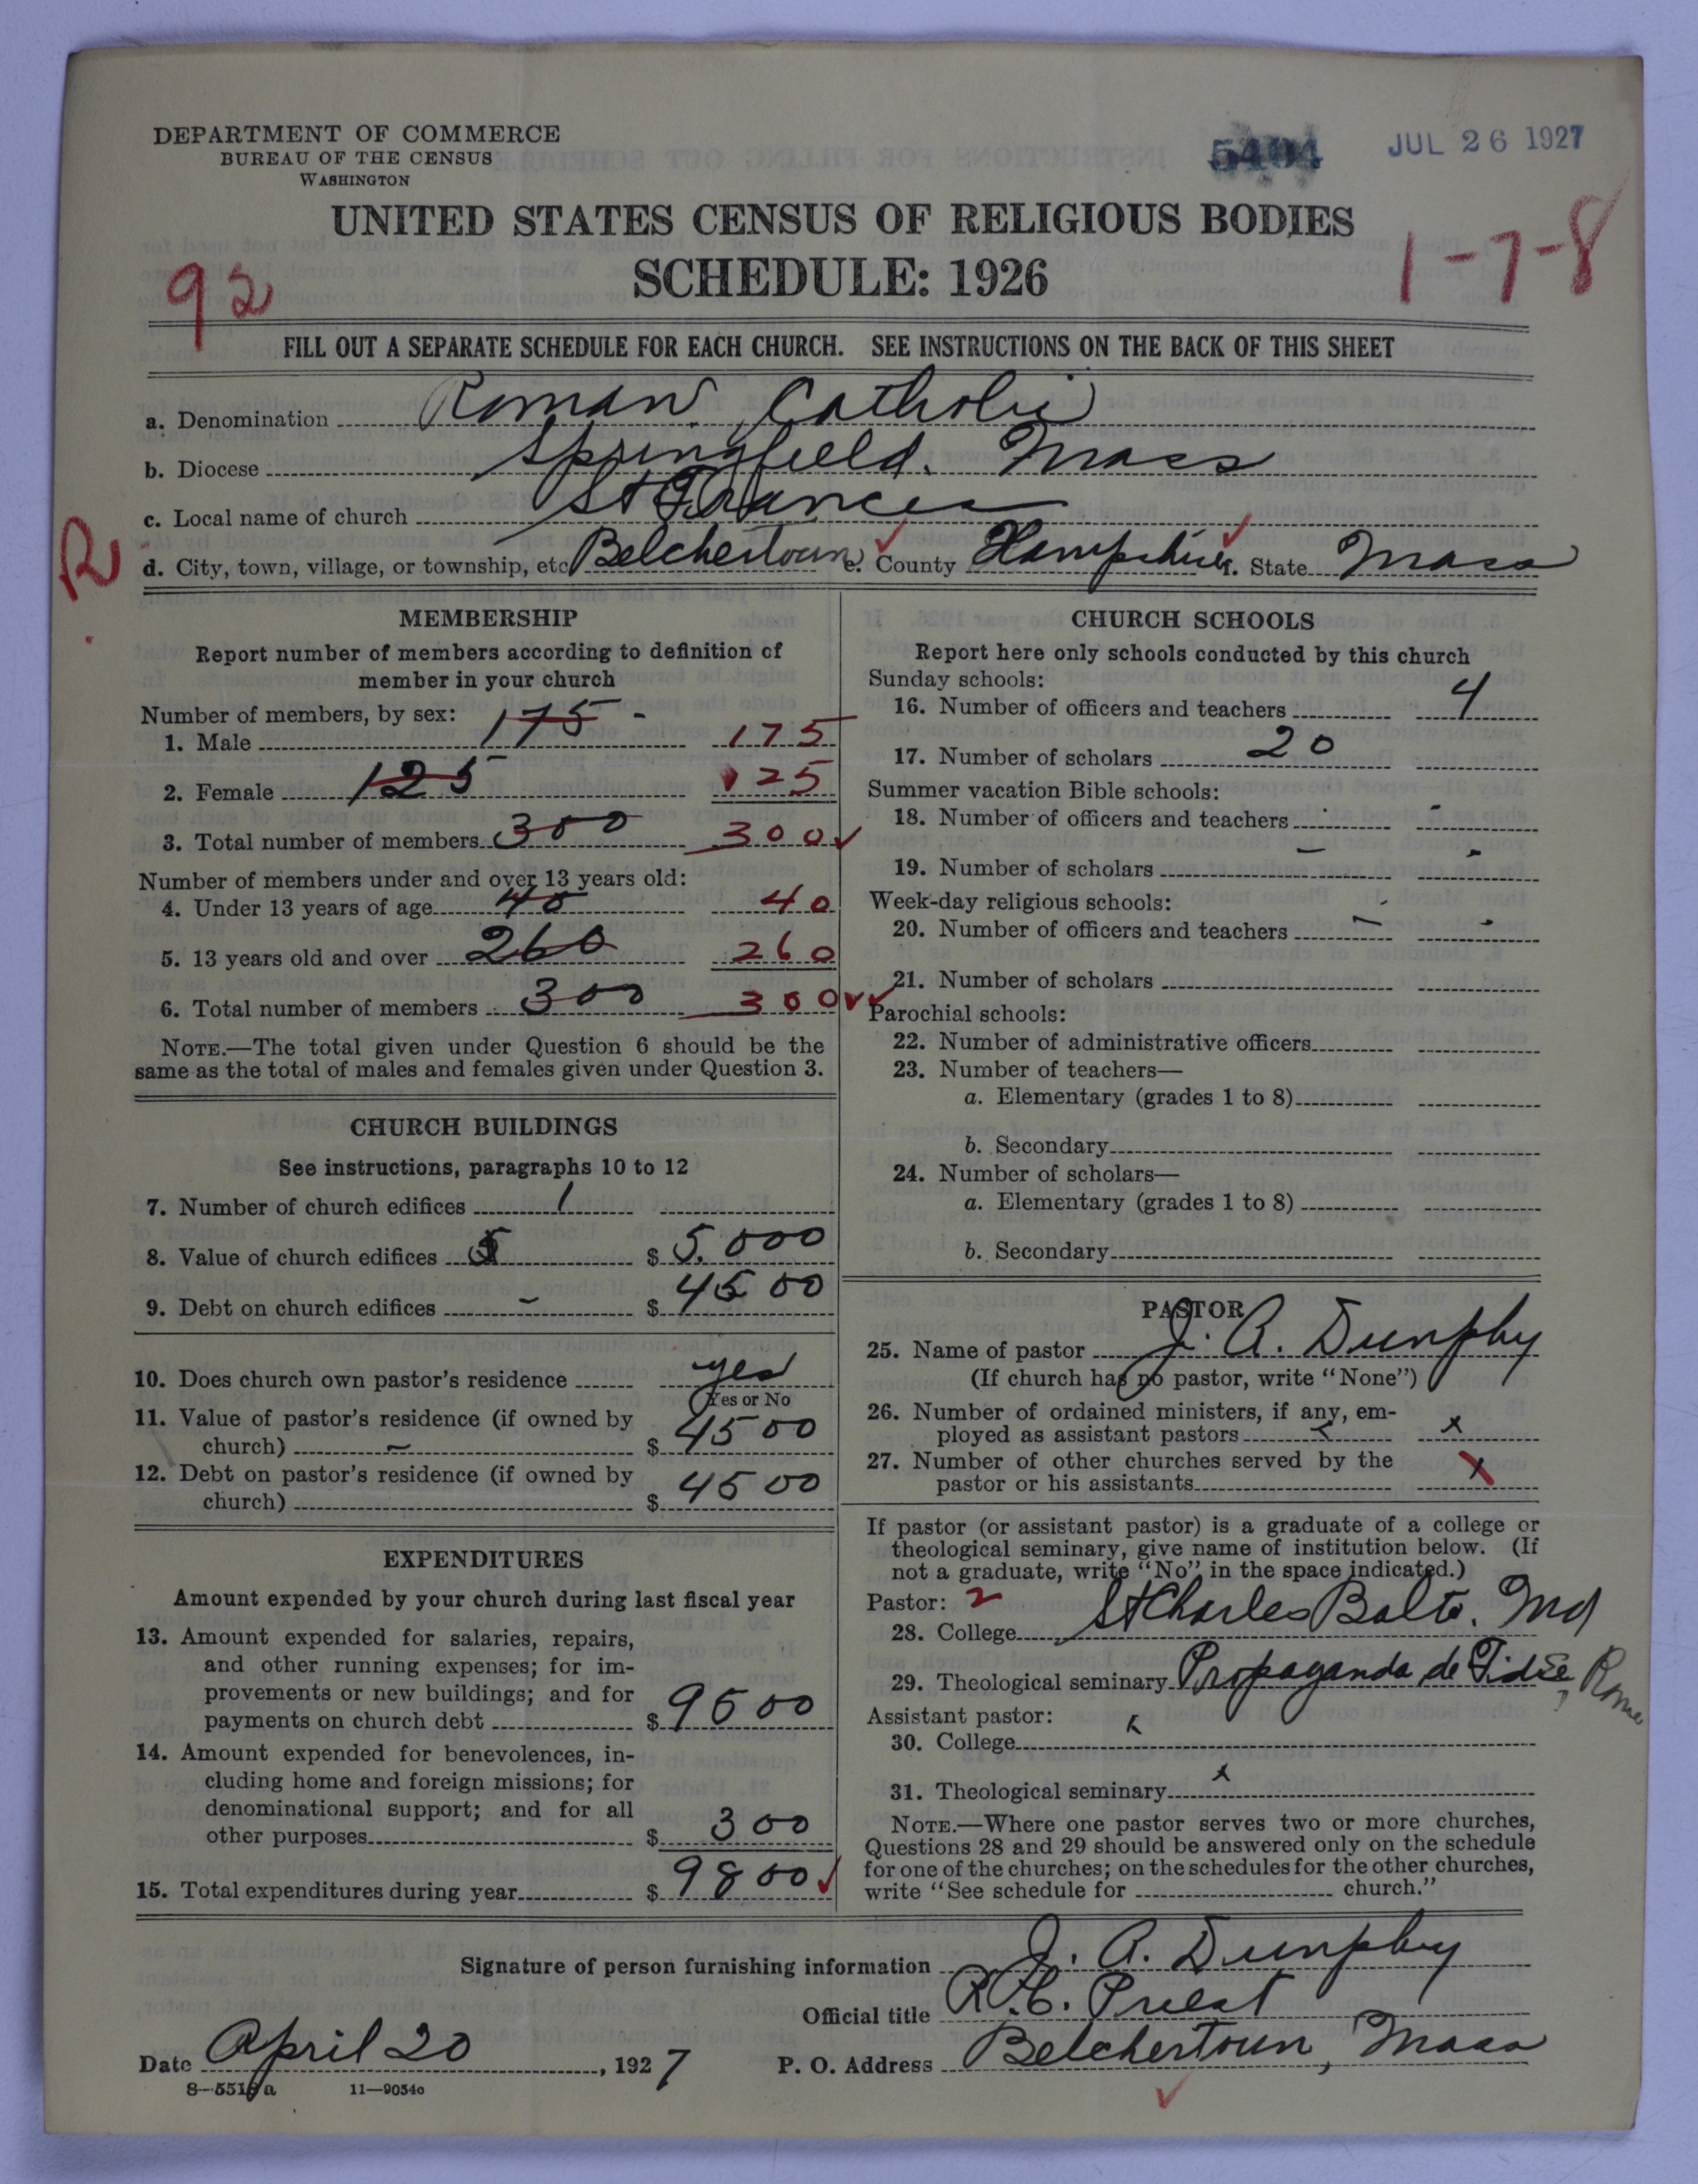 DEPARTMENT OF COMMERCE
BUREAU OF THE CENSUS
WASHINGTON
5404 JUL 26 1927
UNITED STATES CENSUS OF RELIGIOUS BODIES
SCHEDULE: 1926
92 1-7-8
FILL OUT A SEPARATE SCHEDULE FOR EACH CHURCH. SEE INSTRUCTIONS ON THE BACK OF THIS SHEET
a. Denomination Roman Catholic
b. Diocese Springfield. Mass
c. Local name of church St Francis
R
d. City, town, village, or township, etc Belchertown e. County Hampshire f. State Mass
MEMBERSHIP
Report number of members according to definition of
member in your church
Number of members, by sex:
1. Male 175 - 175
2. Female 125 125
3. Total number of members 300 300 ✓
Number of members under and over 13 years old:
4. Under 13 years of age 40 40
5. 13 years old and over 260 260
6. Total number of members 300 300 ✓✓
NOTE.—The total given under Question 6 should be the
same as the total of males and females given under Question 3.
CHURCH BUILDINGS
See instructions, paragraphs 10 to 12
7. Number of church edifices 1
8. Value of church edifices $ 5,000
9. Debt on church edifices - $ 4500
10. Does church own pastor's residence yes
(Yes or No)
11. Value of pastor's residence (if owned by
church) - $ 4500
12. Debt on pastor's residence (if owned by
church) $ 4500
EXPENDITURES
Amount expended by your church during last fiscal year
13. Amount expended for salaries, repairs,
and other running expenses; for im-
provements or new buildings; and for
payments on church debt $ 9500
14. Amount expended for benevolences, in-
cluding home and foreign missions; for
denominational support; and for all
other purposes $ 300
15. Total expenditures during year $ 9800 ✓
CHURCH SCHOOLS
Report here only schools conducted by this church
Sunday schools:
16. Number of officers and teachers 4
17. Number of scholars 20
Summer vacation Bible schools:
18. Number of officers and teachers - -
19. Number of scholars - -
Week-day religious schools:
20. Number of officers and teachers - -
21. Number of scholars
Parochial schools:
22. Number of administrative officers
23. Number of teachers—
a. Elementary (grades 1 to 8)
b. Secondary
24. Number of scholars—
a. Elementary (grades 1 to 8)
b. Secondary
PASTOR
25. Name of pastor J. A. Dunphy
(If church has no pastor, write "None")
26. Number of ordained ministers, if any, em-
ployed as assistant pastors x x
27. Number of other churches served by the
pastor or his assistants x
If pastor (or assistant pastor) is a graduate of a college or
theological seminary, give name of institution below. (If
not a graduate, write "No" in the space indicated.)
Pastor: 2
28. College St Charles Balto. Md
29. Theological seminary Propaganda de Fide, Rome
Assistant pastor:
30. College x
31. Theological seminary x
NOTE.—Where one pastor serves two or more churches,
Questions 28 and 29 should be answered only on the schedule
for one of the churches; on the schedules for the other churches,
write "See schedule for church."
Signature of person furnishing information J. A. Dunphy
Official title R.C. Priest
Date April 20, 1927 P. O. Address Belchertown, Mass
8-551 a 11-9054c